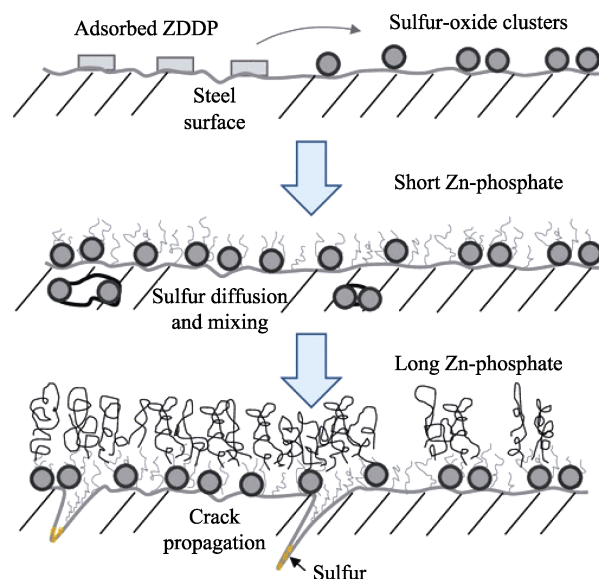 Adsorbed ZDDP
Sulfur-oxide clusters
Steel
surface
Short Zn-phosphate
Sulfur diffusion
and mixing
Long Zn-phosphate
Crack
propagation
Sulfur